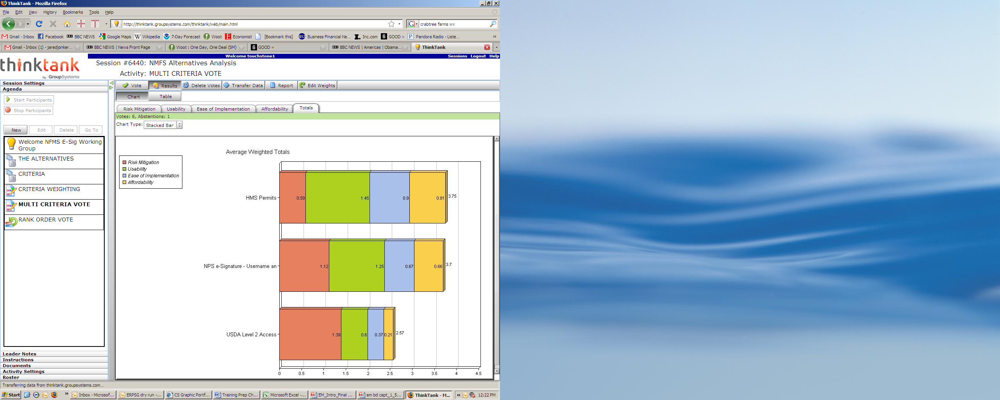 ThinkTank - Mozilla Firefox
File Edit View History Bookmarks Tools Help
http://thinktank.groupsystems.com/thinktank/web/main.html
G crabtree farms wv
Gmail - Inbox Facebook BBC NEWS Google Maps W Wikipedia 7-Day Forecast Woot E Economist [Bookmark this] WSJ Business Financial Ne... I. Inc.com G GOOD » P Pandora Radio - Liste... »
Gmail - Inbox (1) - jaredjonker... BBC NEWS | News Front Page Woot : One Day, One Deal (SM) G GOOD » BBC NEWS | Americas | Obama... ThinkTank
Welcome touchstone1 Sessions Logout Help
thinktank
by GroupSystems
Session #6440: NMFS Alternatives Analysis
Activity: MULTI CRITERIA VOTE
Session Settings
Agenda
Start Participants
Stop Participants
New Edit Delete Go To
Welcome NFMS E-Sig Working
Group
THE ALTERNATIVES
CRITERIA
CRITERIA WEIGHTING
MULTI CRITERIA VOTE
RANK ORDER VOTE
Leader Notes
Instructions
Documents
Activity Settings
Roster
Vote Results Delete Votes Transfer Data Report Edit Weights
Chart Table
Risk Mitigation Usability Ease of Implementation Affordability Totals
Votes: 6, Abstentions: 1
Chart Type: Stacked Bar
Average Weighted Totals
Risk Mitigation
Usability
Ease of Implementation
Affordability
HMS Permits 0.59 1.45 0.9 0.81 3.75
NPS e-Signature - Username an 1.12 1.25 0.67 0.66 3.7
USDA Level 2 Access 1.39 0.6 0.37 0.21 2.57
0 0.5 1 1.5 2 2.5 3 3.5 4 4.5
Transferring data from thinktank.groupsystems.com...
Start » Inbox - Microsof... ERPSG dry run -... CS Graphic Portf... Training Prep Ch... Microsoft Excel -... EM_Intro_Final ... em bd capt_1_5... ThinkTank - M... « 12:22 PM